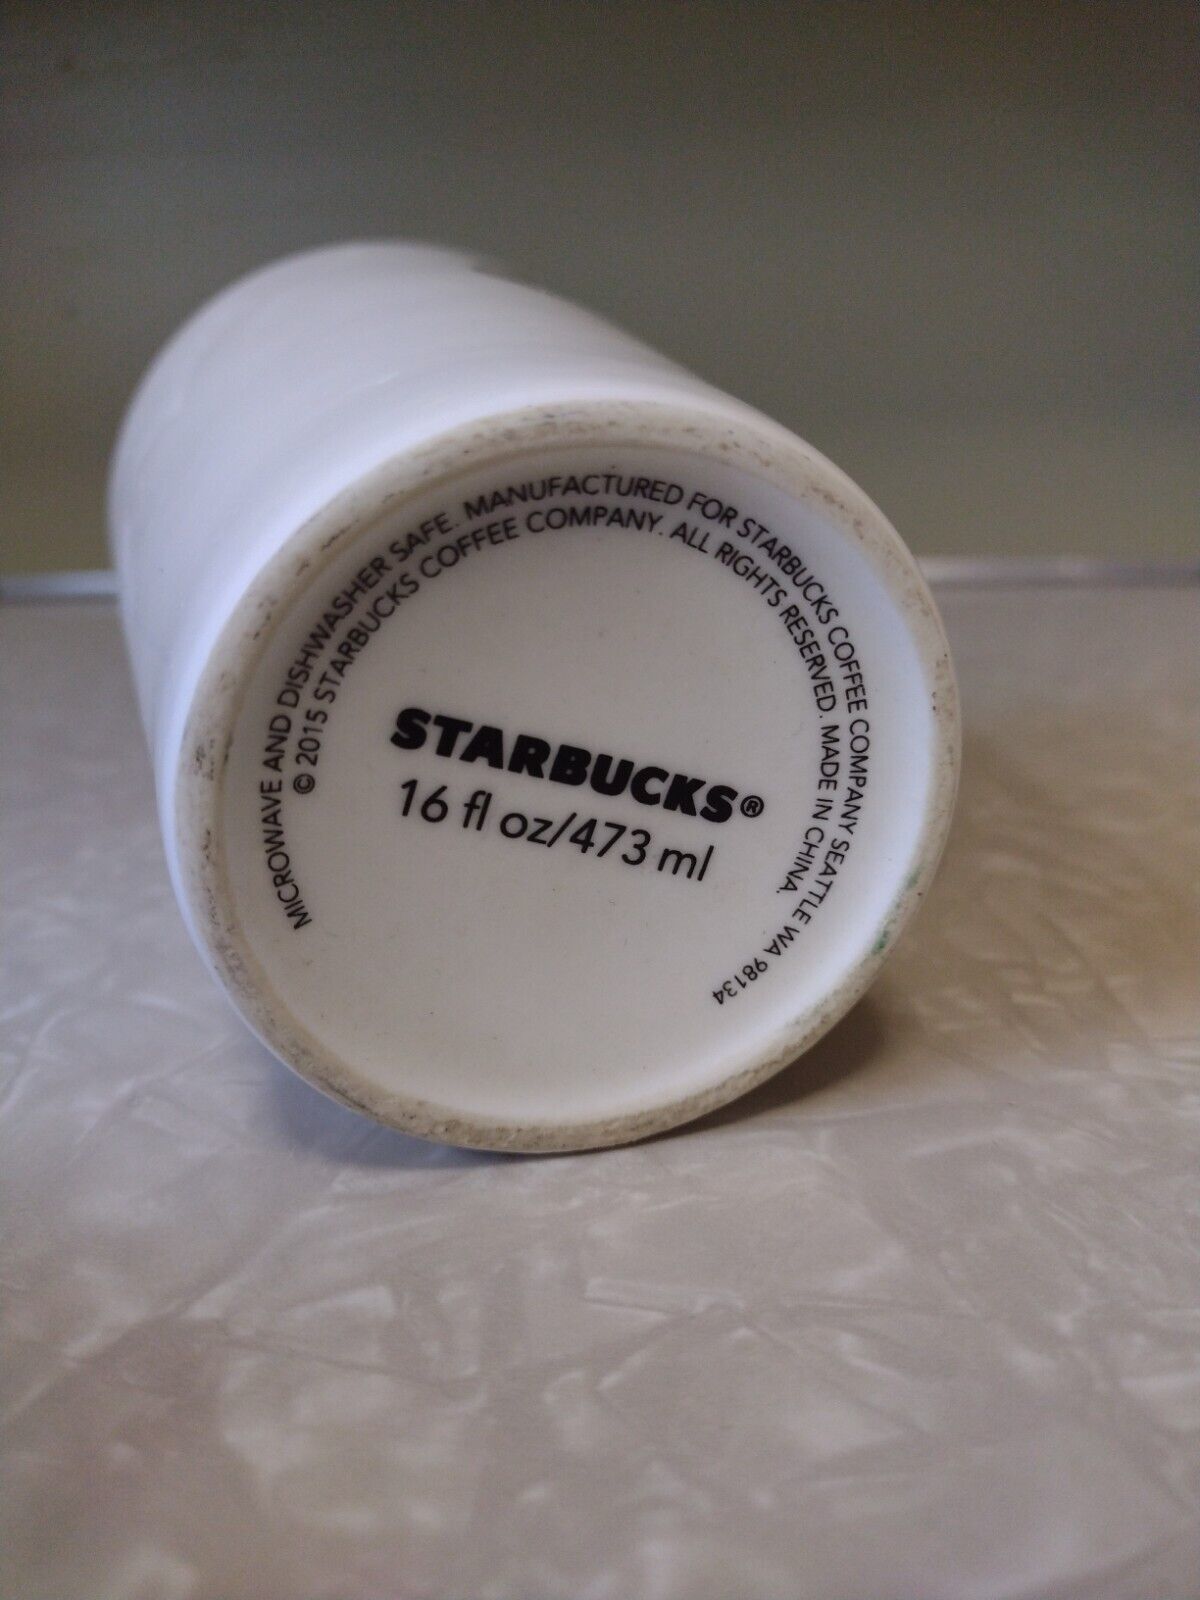 MICROWAVE AND DISHWASHER SAFE. MANUFACTURED FOR STARBUCKS COFFEE COMPANY SEATTLE WA 98134
© 2015 STARBUCKS COFFEE COMPANY. ALL RIGHTS RESERVED. MADE IN CHINA.
STARBUCKS®
16 fl oz/473 ml